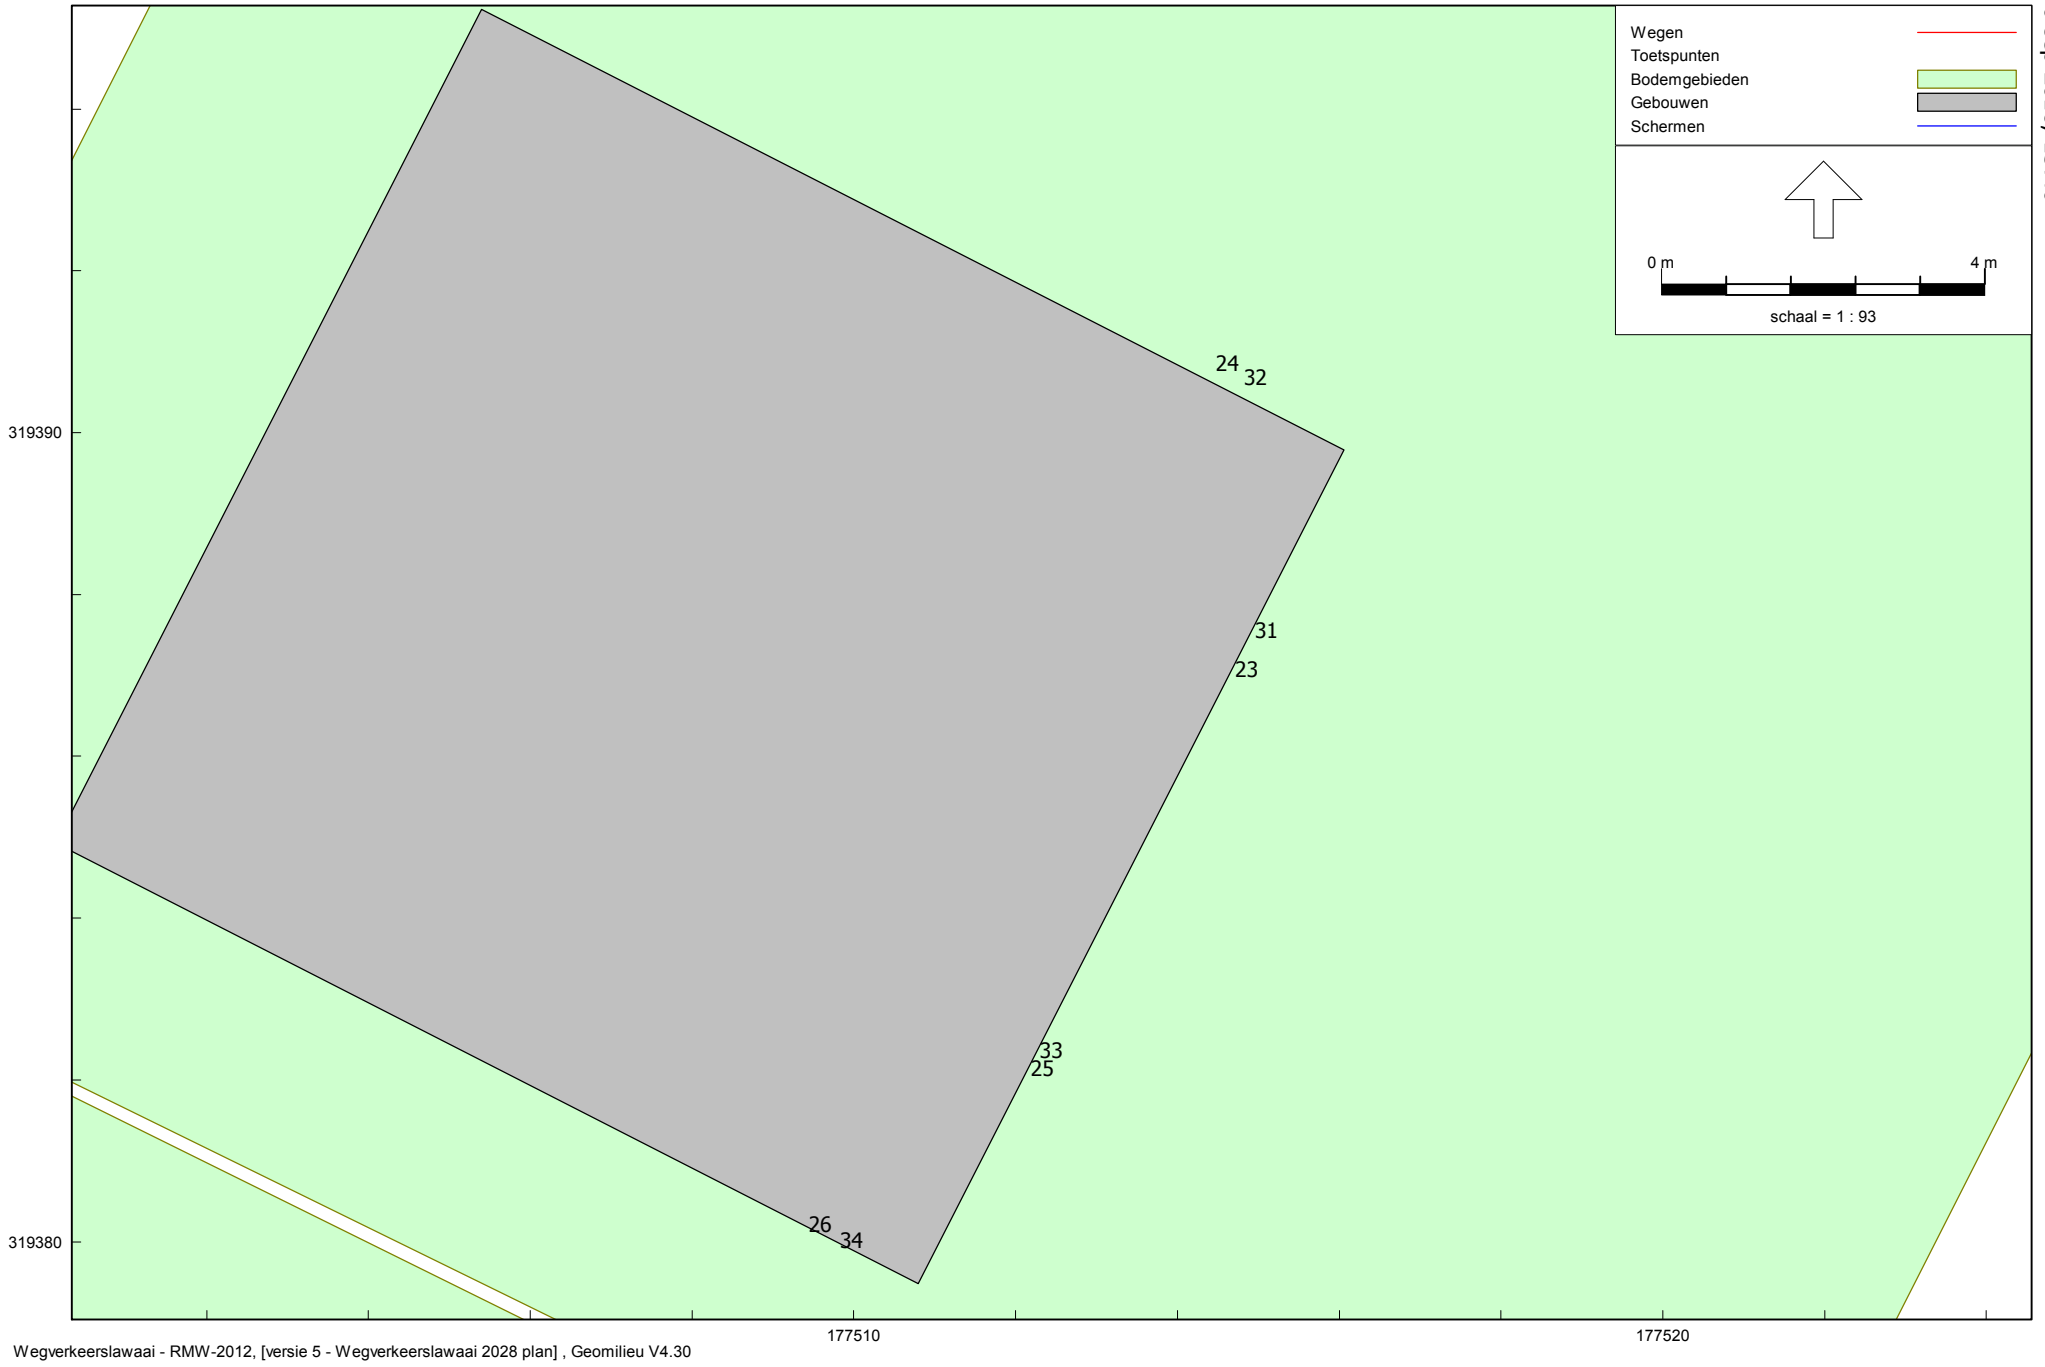 Wegen
Toetspunten
Bodemgebieden
Gebouwen
Schermen
0 m 4 m
schaal = 1 : 93
24
32
319390
31
23
33
25
26
34
319380
177510 177520
Wegverkeerslawaai - RMW-2012, [versie 5 - Wegverkeerslawaai 2028 plan] , Geomilieu V4.30